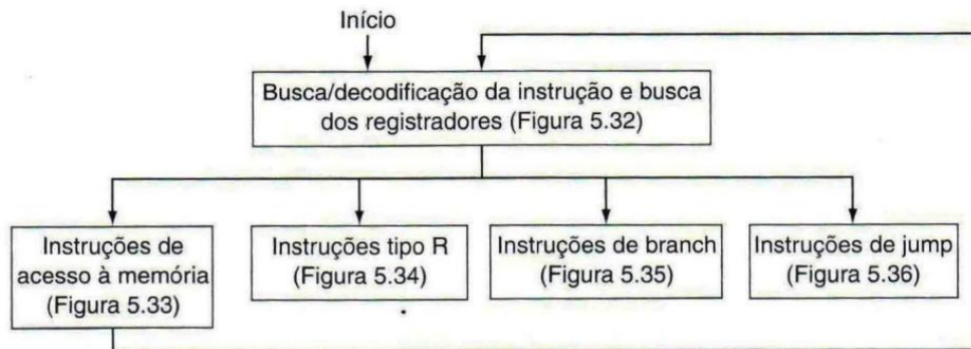 Início
Busca/decodificação da instrução e busca
dos registradores (Figura 5.32)
Instruções de
acesso à memória
(Figura 5.33)
Instruções tipo R
(Figura 5.34)
Instruções de branch
(Figura 5.35)
Instruções de jump
(Figura 5.36)